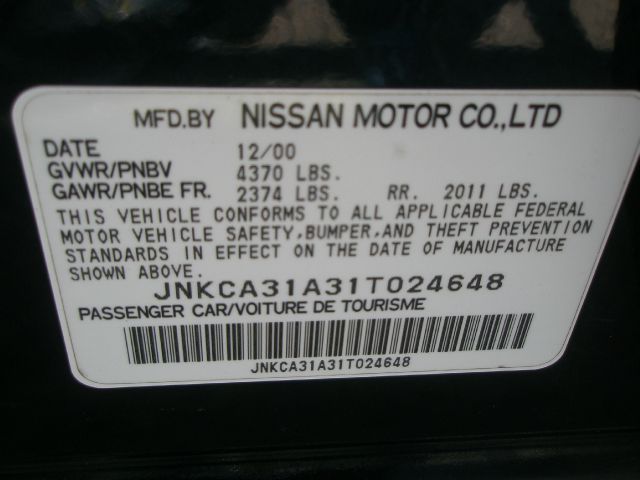 MFD.BY NISSAN MOTOR CO.,LTD
DATE 12/00
GVWR/PNBV 4370 LBS.
GAWR/PNBE FR. 2374 LBS. RR. 2011 LBS.
THIS VEHICLE CONFORMS TO ALL APPLICABLE FEDERAL
MOTOR VEHICLE SAFETY,BUMPER,AND THEFT PREVENTION
STANDARDS IN EFFECT ON THE DATE OF MANUFACTURE
SHOWN ABOVE.
JNKCA31A31T024648
PASSENGER CAR/VOITURE DE TOURISME
JNKCA31A31T024648